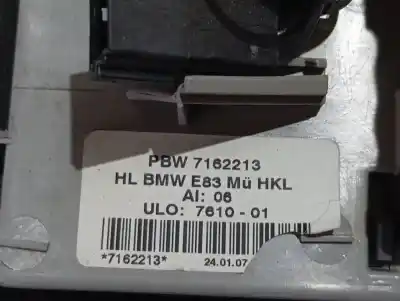 PBW 7162213
HL BMW E83 Mü HKL
AI: 06
ULO: 7610 - 01
*7162213*
24.01.07